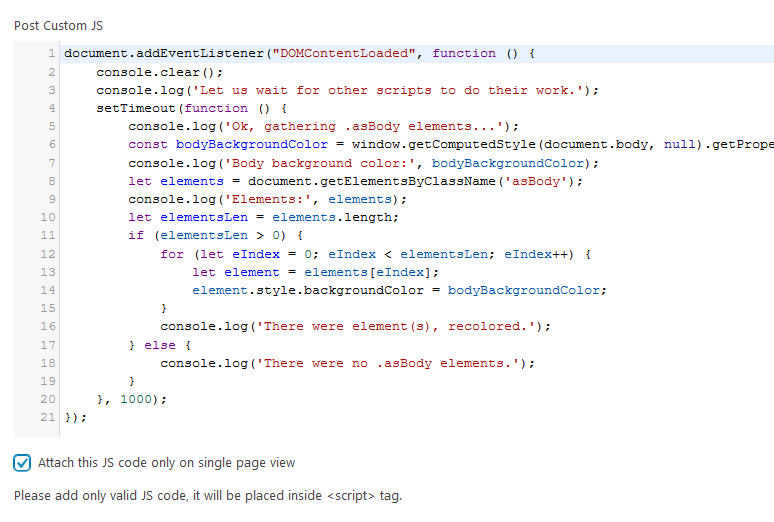 Post Custom JS
1 document.addEventListener("DOMContentLoaded", function () {
2 console.clear();
3 console.log('Let us wait for other scripts to do their work.');
4 setTimeout(function () {
5 console.log('Ok, gathering .asBody elements...');
6 const bodyBackgroundColor = window.getComputedStyle(document.body, null).getPrope
7 console.log('Body background color:', bodyBackgroundColor);
8 let elements = document.getElementsByClassName('asBody');
9 console.log('Elements:', elements);
10 let elementsLen = elements.length;
11 if (elementsLen > 0) {
12 for (let eIndex = 0; eIndex < elementsLen; eIndex++) {
13 let element = elements[eIndex];
14 element.style.backgroundColor = bodyBackgroundColor;
15 }
16 console.log('There were element(s), recolored.');
17 } else {
18 console.log('There were no .asBody elements.');
19 }
20 }, 1000);
21 });
Attach this JS code only on single page view
Please add only valid JS code, it will be placed inside <script> tag.